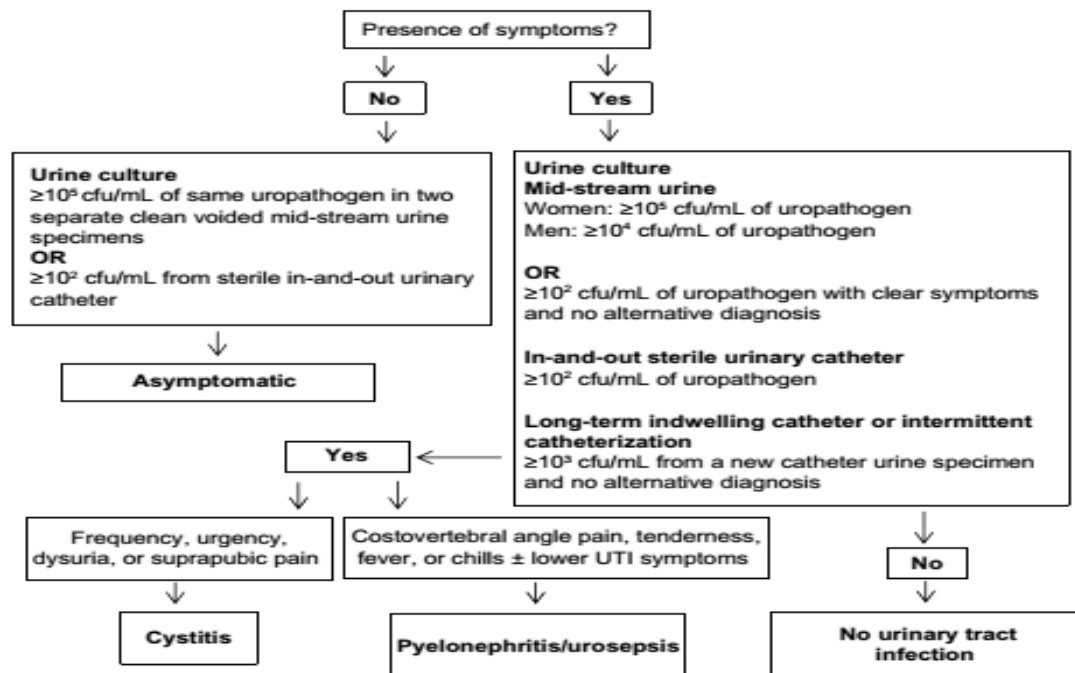 Presence of symptoms?
No
Yes
Urine culture
≥10⁵ cfu/mL of same uropathogen in two
separate clean voided mid-stream urine
specimens
OR
≥10² cfu/mL from sterile in-and-out urinary
catheter
Asymptomatic
Urine culture
Mid-stream urine
Women: ≥10⁵ cfu/mL of uropathogen
Men: ≥10⁴ cfu/mL of uropathogen
OR
≥10² cfu/mL of uropathogen with clear symptoms
and no alternative diagnosis
In-and-out sterile urinary catheter
≥10² cfu/mL of uropathogen
Long-term indwelling catheter or intermittent
catheterization
≥10³ cfu/mL from a new catheter urine specimen
and no alternative diagnosis
Yes
Frequency, urgency,
dysuria, or suprapubic pain
Costovertebral angle pain, tenderness,
fever, or chills ± lower UTI symptoms
No
Cystitis
Pyelonephritis/urosepsis
No urinary tract
infection